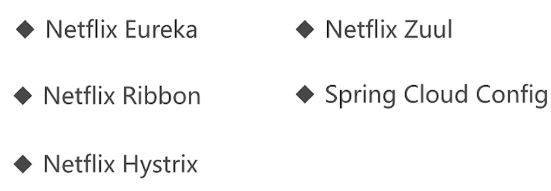 ◆ Netflix Eureka
◆ Netflix Ribbon
◆ Netflix Hystrix
◆ Netflix Zuul
◆ Spring Cloud Config